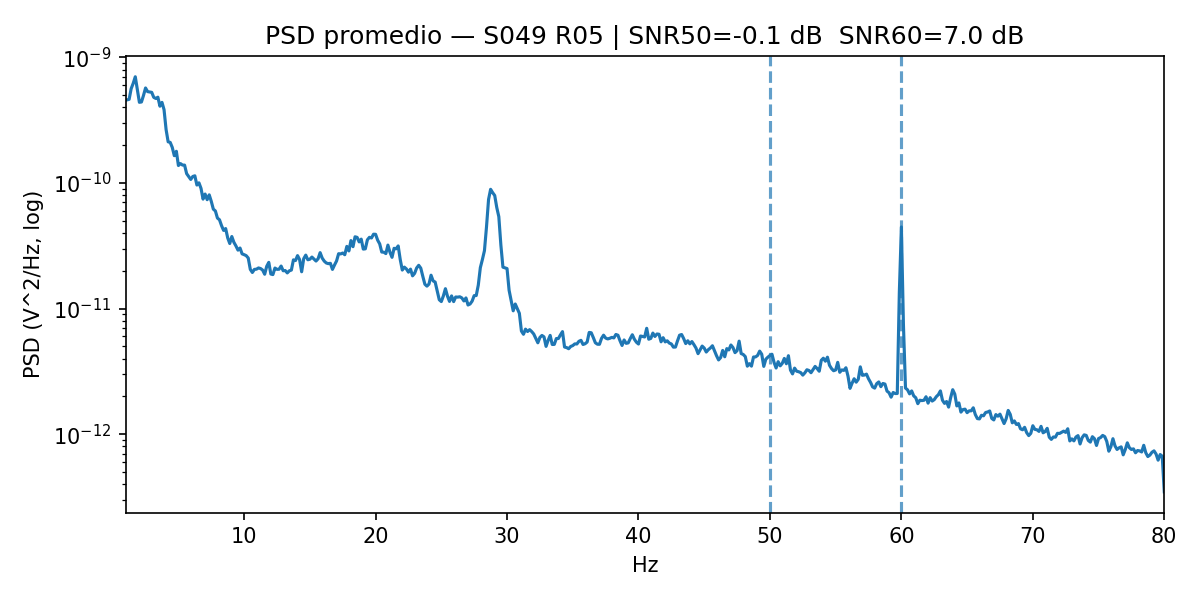 PSD promedio — S049 R05 | SNR50=-0.1 dB  SNR60=7.0 dB
PSD (V^2/Hz, log)
10⁻⁹
10⁻¹⁰
10⁻¹¹
10⁻¹²
10 20 30 40 50 60 70 80
Hz